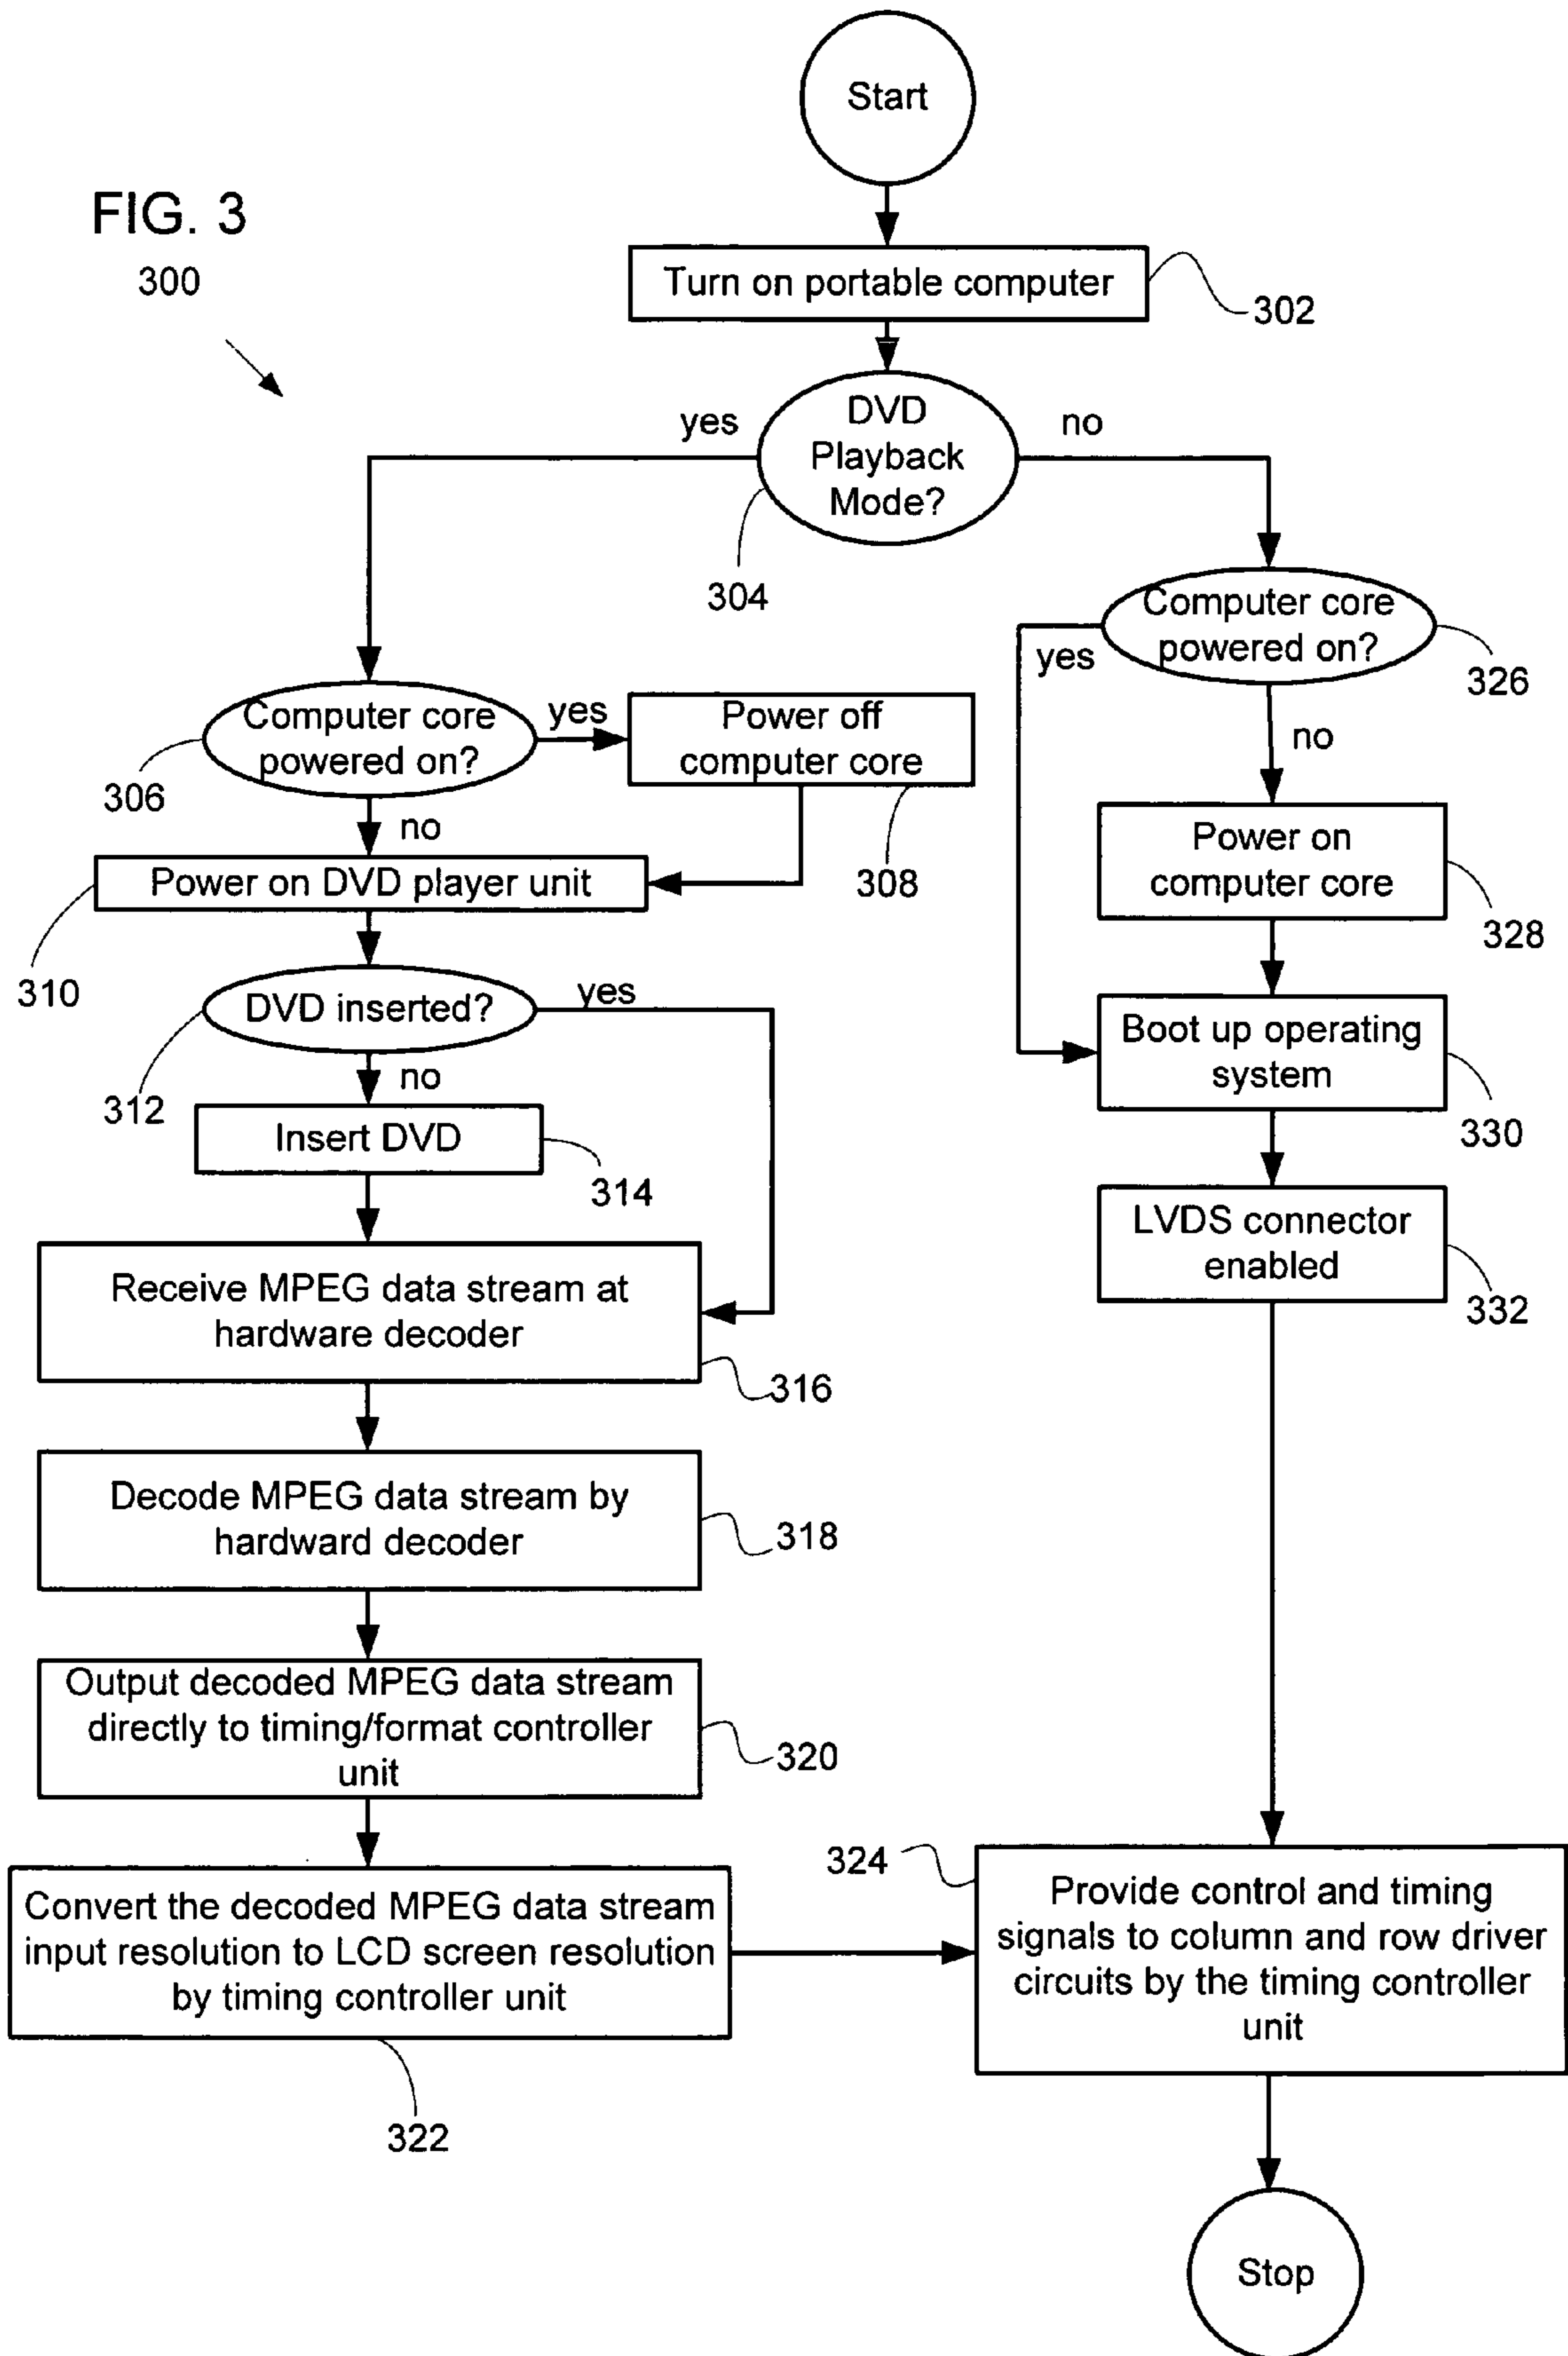 Start
FIG. 3
300
Turn on portable computer
302
DVD
Playback
Mode?
yes
no
304
Computer core
powered on?
yes
no
326
Computer core
powered on?
yes
no
306
Power off
computer core
308
Power on
computer core
328
Power on DVD player unit
310
DVD inserted?
yes
no
312
Boot up operating
system
330
Insert DVD
314
LVDS connector
enabled
332
Receive MPEG data stream at
hardware decoder
316
Decode MPEG data stream by
hardward decoder
318
Output decoded MPEG data stream
directly to timing/format controller
unit
320
Convert the decoded MPEG data stream
input resolution to LCD screen resolution
by timing controller unit
322
324
Provide control and timing
signals to column and row driver
circuits by the timing controller
unit
Stop